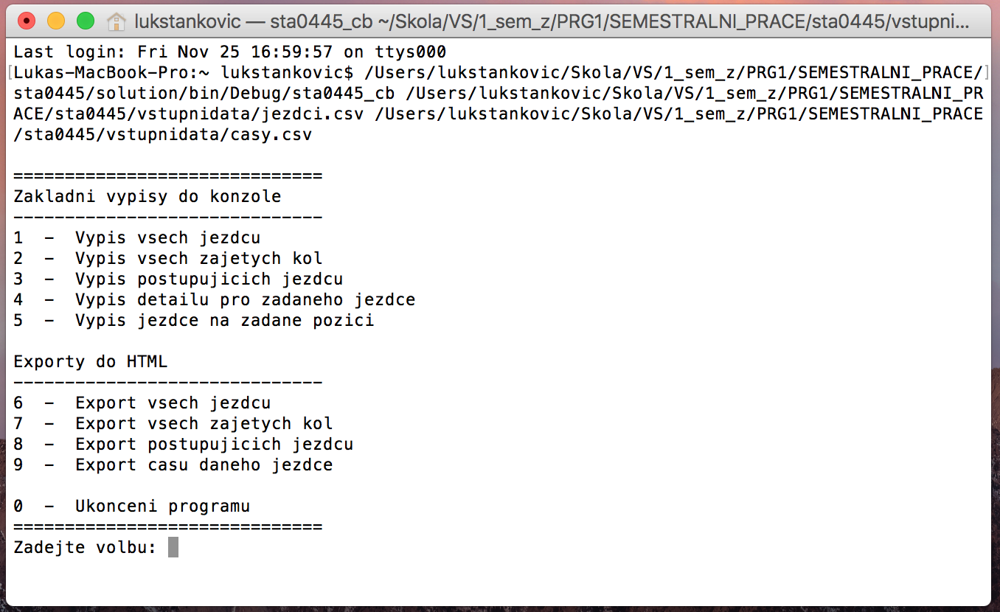 lukstankovic — sta0445_cb ~/Skola/VS/1_sem_z/PRG1/SEMESTRALNI_PRACE/sta0445/vstupni...
Last login: Fri Nov 25 16:59:57 on ttys000
[Lukas-MacBook-Pro:~ lukstankovic$ /Users/lukstankovic/Skola/VS/1_sem_z/PRG1/SEMESTRALNI_PRACE/]
sta0445/solution/bin/Debug/sta0445_cb /Users/lukstankovic/Skola/VS/1_sem_z/PRG1/SEMESTRALNI_PR
ACE/sta0445/vstupnidata/jezdci.csv /Users/lukstankovic/Skola/VS/1_sem_z/PRG1/SEMESTRALNI_PRACE
/sta0445/vstupnidata/casy.csv
==============================
Zakladni vypisy do konzole
------------------------------
1  -  Vypis vsech jezdcu
2  -  Vypis vsech zajetych kol
3  -  Vypis postupujicich jezdcu
4  -  Vypis detailu pro zadaneho jezdce
5  -  Vypis jezdce na zadane pozici
Exporty do HTML
------------------------------
6  -  Export vsech jezdcu
7  -  Export vsech zajetych kol
8  -  Export postupujicich jezdcu
9  -  Export casu daneho jezdce
0  -  Ukonceni programu
==============================
Zadejte volbu: